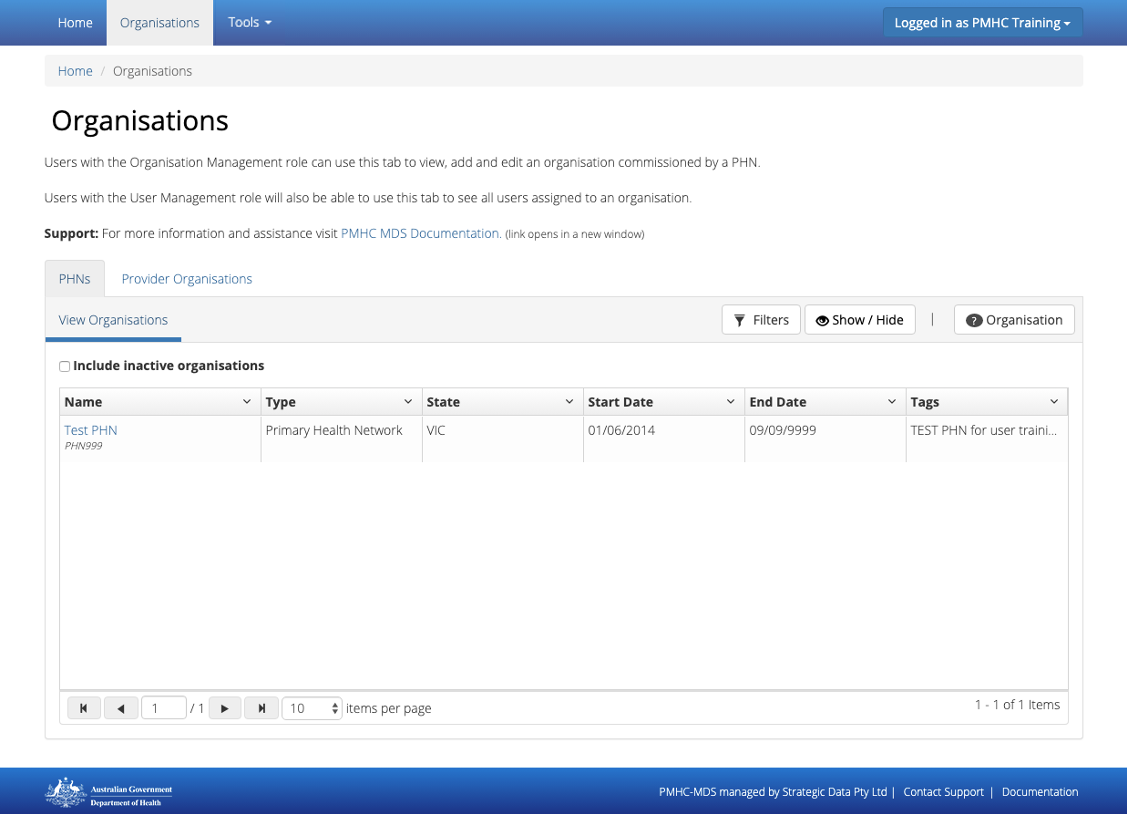 Home Organisations Tools Logged in as PMHC Training
Home / Organisations
Organisations
Users with the Organisation Management role can use this tab to view, add and edit an organisation commissioned by a PHN.
Users with the User Management role will also be able to use this tab to see all users assigned to an organisation.
Support: For more information and assistance visit PMHC MDS Documentation. (link opens in a new window)
PHNs Provider Organisations
View Organisations Filters Show / Hide | ? Organisation
Include inactive organisations
Name Type State Start Date End Date Tags
Test PHN Primary Health Network VIC 01/06/2014 09/09/9999 TEST PHN for user traini...
PHN999
1 / 1 10 items per page 1 - 1 of 1 Items
Australian Government
Department of Health
PMHC-MDS managed by Strategic Data Pty Ltd | Contact Support | Documentation